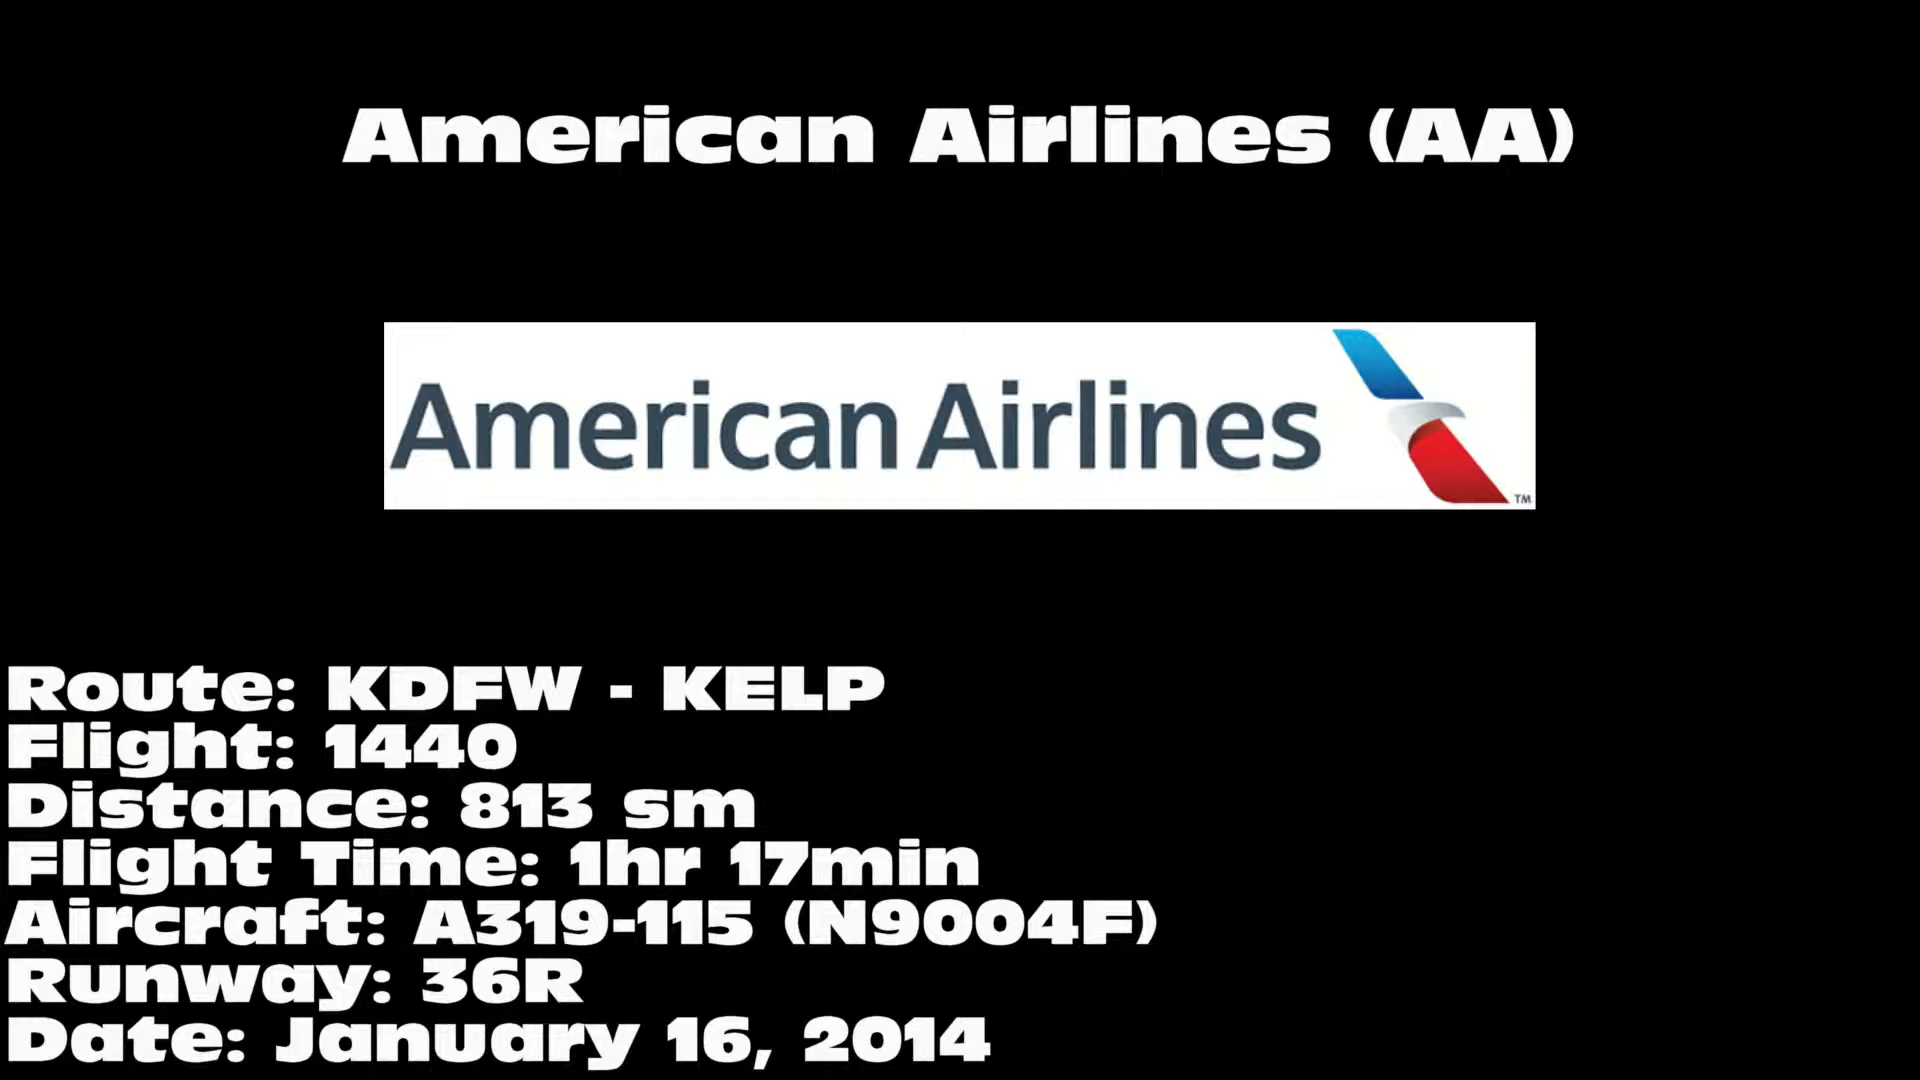 American Airlines (AA)
American Airlines
TM
Route: KDFW - KELP
Flight: 1440
Distance: 813 sm
Flight Time: 1hr 17min
Aircraft: A319-115 (N9004F)
Runway: 36R
Date: January 16, 2014